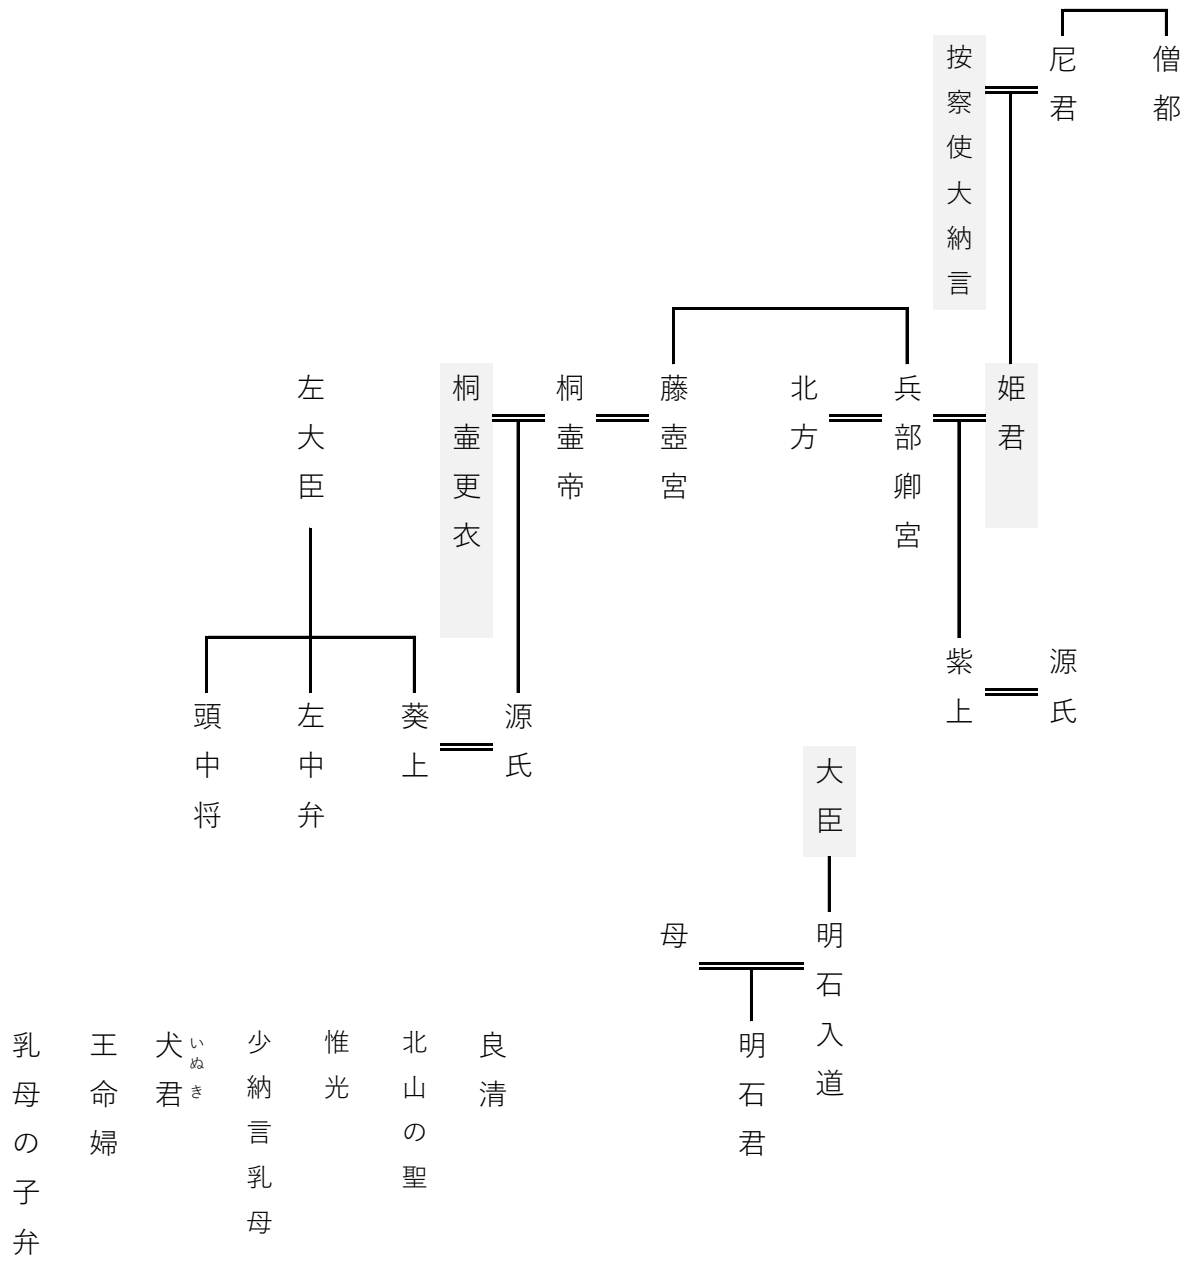 僧都
尼君
按察使大納言
姫君
兵部卿宮
北方
藤壺宮
桐壷帝
桐壷更衣
左大臣
源氏
紫上
源氏
葵上
左中弁
頭中将
大臣
明石入道
母
明石君
良清
北山の聖
惟光
少納言乳母
犬君
いぬき
王命婦
乳母の子弁